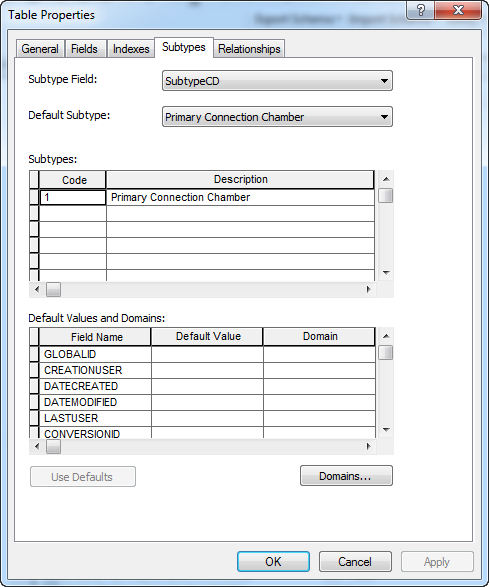 Table Properties
General Fields Indexes Subtypes Relationships
Subtype Field: SubtypeCD
Default Subtype: Primary Connection Chamber
Subtypes:
Code Description
1 Primary Connection Chamber
Default Values and Domains:
Field Name Default Value Domain
GLOBALID
CREATIONUSER
DATECREATED
DATEMODIFIED
LASTUSER
CONVERSIONID
Use Defaults Domains...
OK Cancel Apply